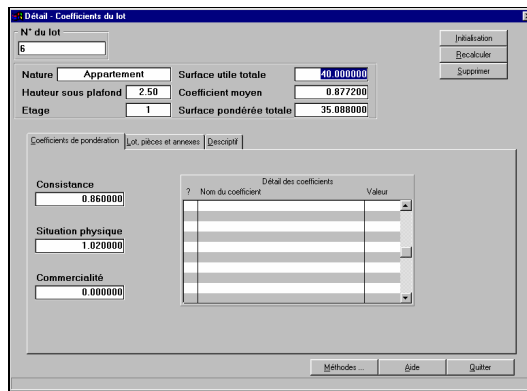 Détail - Coefficients du lot
N° du lot
6
Initialisation
Recalculer
Supprimer
Nature Appartement Surface utile totale 40.000000
Hauteur sous plafond 2.50 Coefficient moyen 0.877200
Etage 1 Surface pondérée totale 35.088000
Coefficients de pondération Lot, pièces et annexes Descriptif
Consistance
0.860000
Situation physique
1.020000
Commercialité
0.000000
Détail des coefficients
? Nom du coefficient Valeur
Méthodes ... Aide Quitter